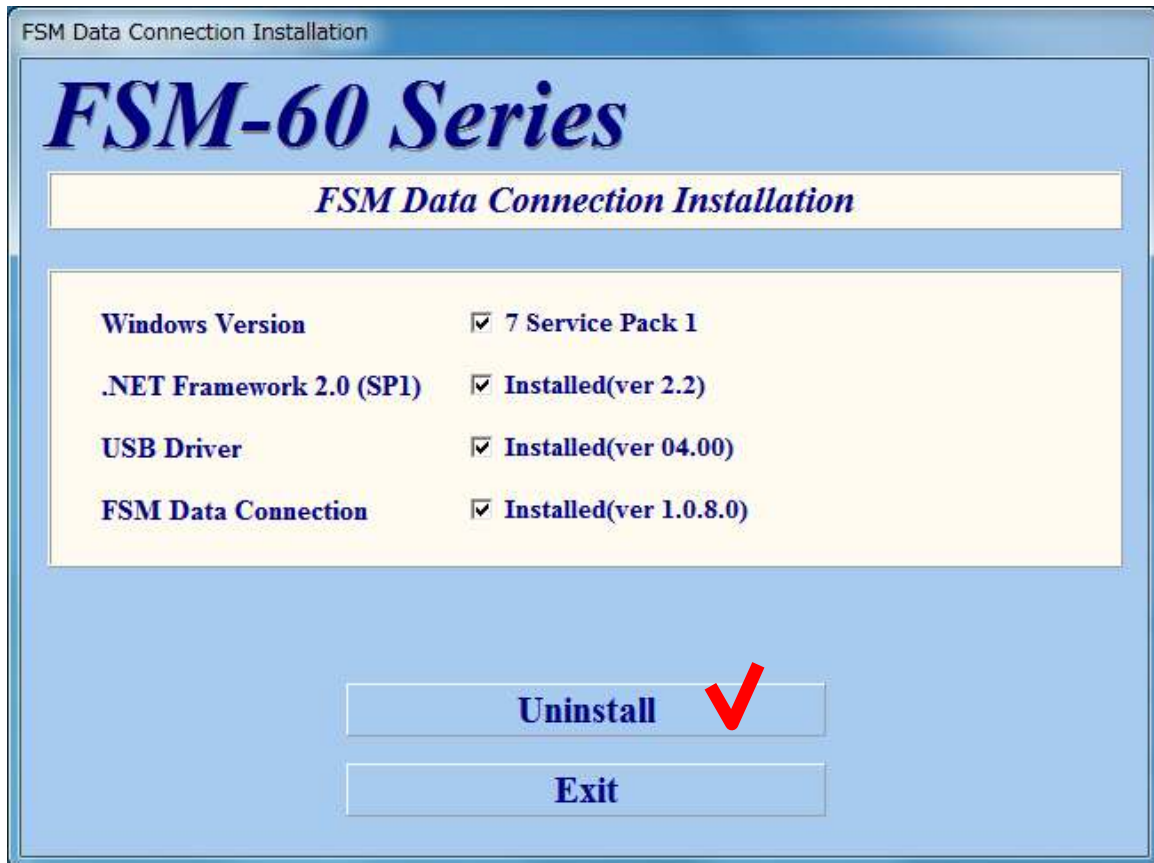 FSM Data Connection Installation
FSM-60 Series
FSM Data Connection Installation
Windows Version 7 Service Pack 1
.NET Framework 2.0 (SP1) Installed(ver 2.2)
USB Driver Installed(ver 04.00)
FSM Data Connection Installed(ver 1.0.8.0)
Uninstall
Exit